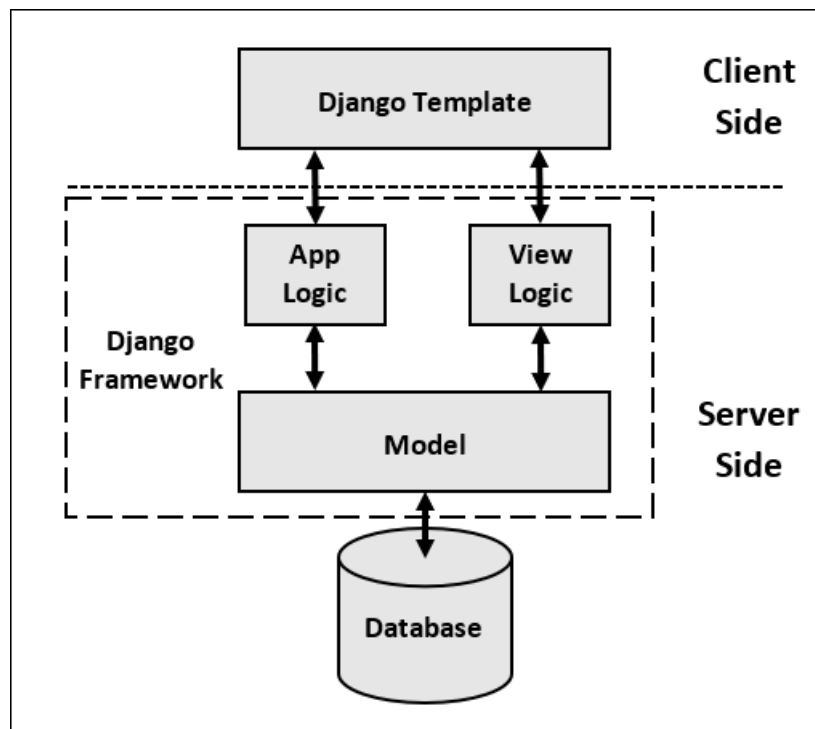 Client
Side
Django Template
App
Logic
View
Logic
Django
Framework
Server
Side
Model
Database